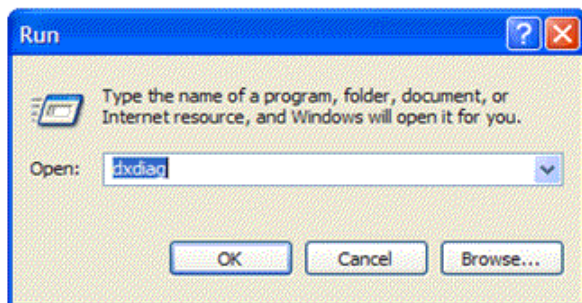 Run
Type the name of a program, folder, document, or
Internet resource, and Windows will open it for you.
Open: dxdiag
OK Cancel Browse...